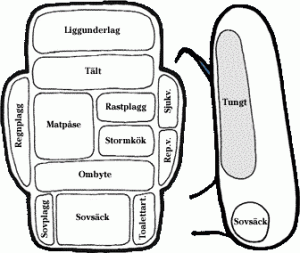 Liggunderlag
Tält
Regnplagg
Matpåse
Rastplagg
Sjukv.
Stormkök
Rep.v.
Ombyte
Sovplagg
Sovsäck
Toalettart.
Tungt
Sovsäck